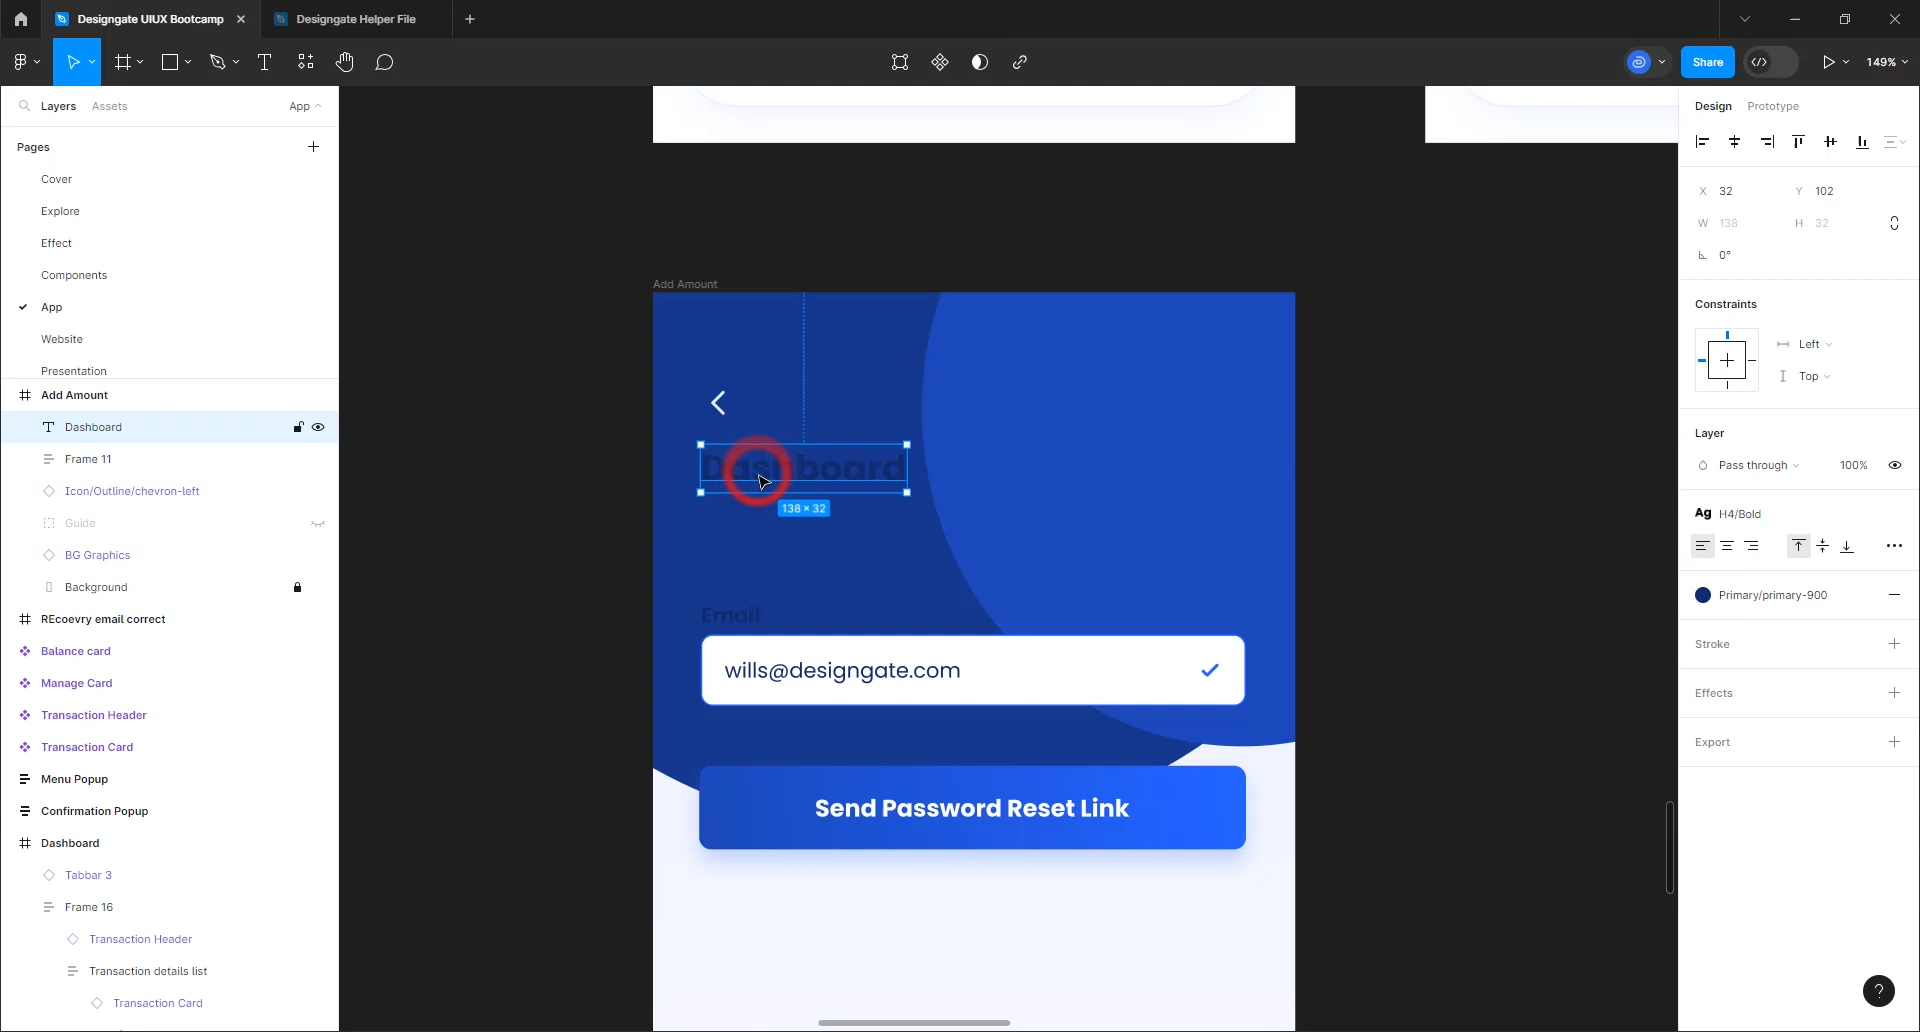 Designgate UIUX Bootcamp
Designgate Helper File
Share
149%
Layers
Assets
App
Pages
Cover
Explore
Effect
Components
App
Website
Presentation
Add Amount
Dashboard
Frame 11
Icon/Outline/chevron-left
Guide
BG Graphics
Background
REcoevry email correct
Balance card
Manage Card
Transaction Header
Transaction Card
Menu Popup
Confirmation Popup
Dashboard
Tabbar 3
Frame 16
Transaction Header
Transaction details list
Transaction Card
Add Amount
Dashboard
138 × 32
Email
wills@designgate.com
Send Password Reset Link
Design
Prototype
X 32
Y 102
W 138
H 32
0°
Constraints
Left
Top
Layer
Pass through
100%
Ag H4/Bold
Primary/primary-900
Stroke
Effects
Export
?